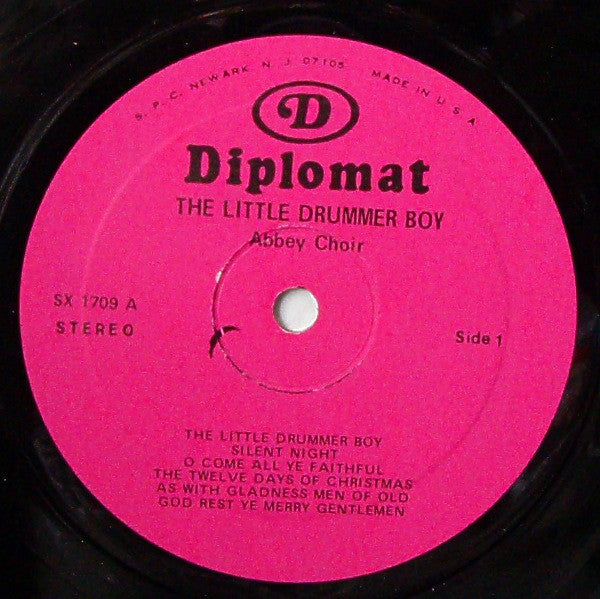 S. P. C. NEWARK N. J. 07105 MADE IN U. S. A.
D
Diplomat
THE LITTLE DRUMMER BOY
Abbey Choir
SX 1709 A
STEREO
Side 1
THE LITTLE DRUMMER BOY
SILENT NIGHT
O COME ALL YE FAITHFUL
THE TWELVE DAYS OF CHRISTMAS
AS WITH GLADNESS MEN OF OLD
GOD REST YE MERRY GENTLEMEN